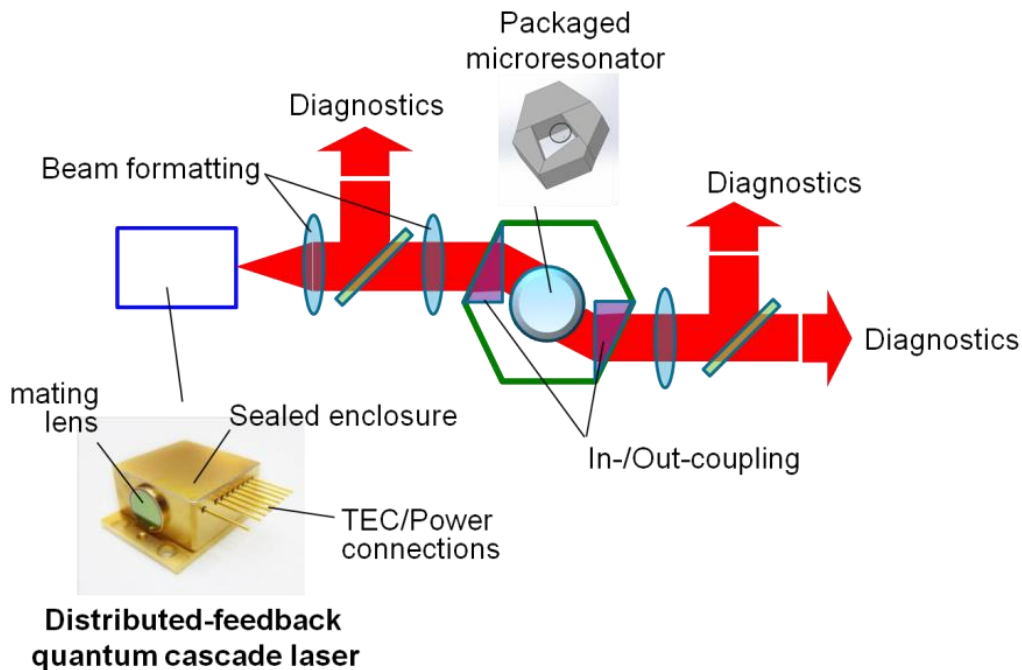 Packaged
microresonator
Diagnostics
Beam formatting
Diagnostics
Diagnostics
mating
lens
Sealed enclosure
In-/Out-coupling
TEC/Power
connections
Distributed-feedback
quantum cascade laser